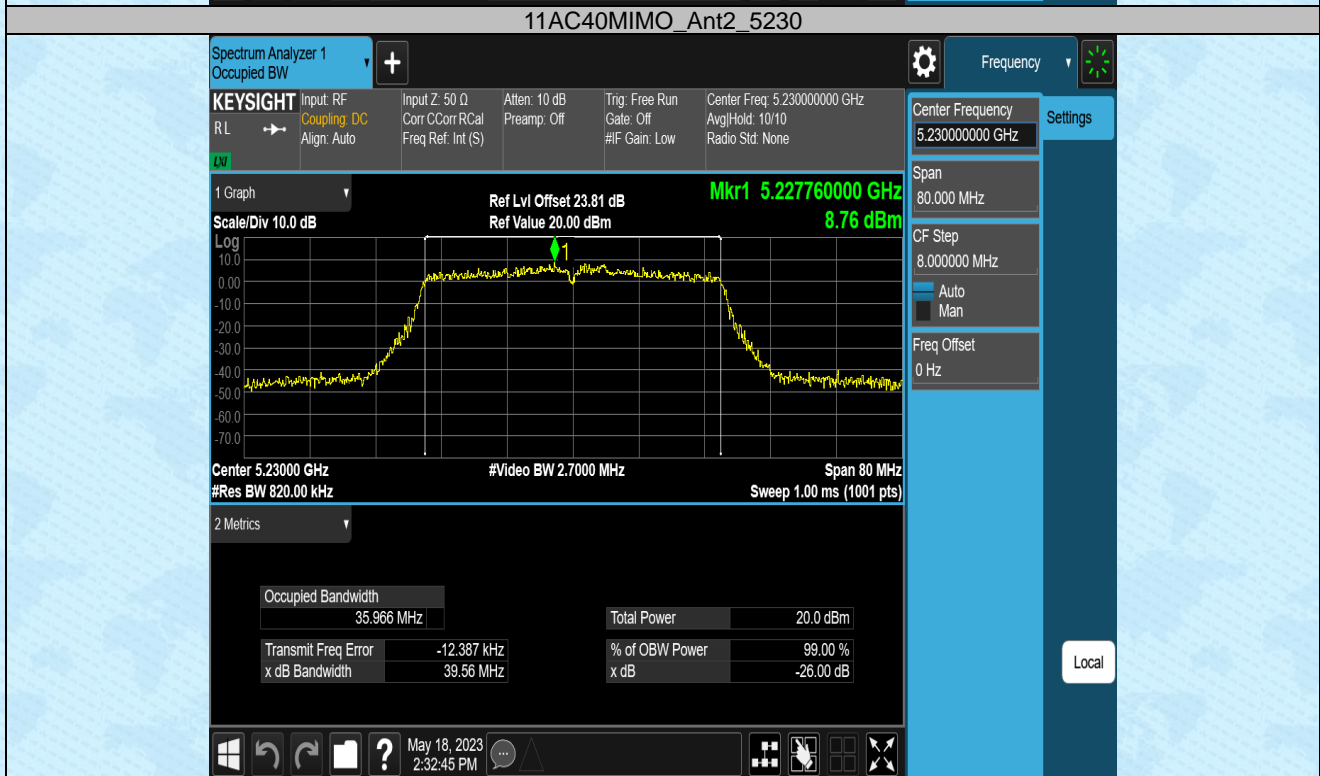 11AC40MIMO_Ant2_5230
Spectrum Analyzer 1
Occupied BW
+
Frequency
KEYSIGHT
R L
LXI
Input: RF
Coupling: DC
Align: Auto
Input Z: 50 Ω
Corr CCorr RCal
Freq Ref: Int (S)
Atten: 10 dB
Preamp: Off
Trig: Free Run
Gate: Off
#IF Gain: Low
Center Freq: 5.230000000 GHz
Avg|Hold: 10/10
Radio Std: None
Center Frequency
5.230000000 GHz
Settings
Span
80.000 MHz
CF Step
8.000000 MHz
Auto
Man
Freq Offset
0 Hz
1 Graph
Scale/Div 10.0 dB
Ref Lvl Offset 23.81 dB
Ref Value 20.00 dBm
Mkr1 5.227760000 GHz
8.76 dBm
Log
10.0
0.00
-10.0
-20.0
-30.0
-40.0
-50.0
-60.0
-70.0
1
Center 5.23000 GHz
#Res BW 820.00 kHz
#Video BW 2.7000 MHz
Span 80 MHz
Sweep 1.00 ms (1001 pts)
2 Metrics
Occupied Bandwidth
35.966 MHz
Total Power 20.0 dBm
Transmit Freq Error -12.387 kHz
% of OBW Power 99.00 %
x dB Bandwidth 39.56 MHz
x dB -26.00 dB
Local
?
May 18, 2023
2:32:45 PM